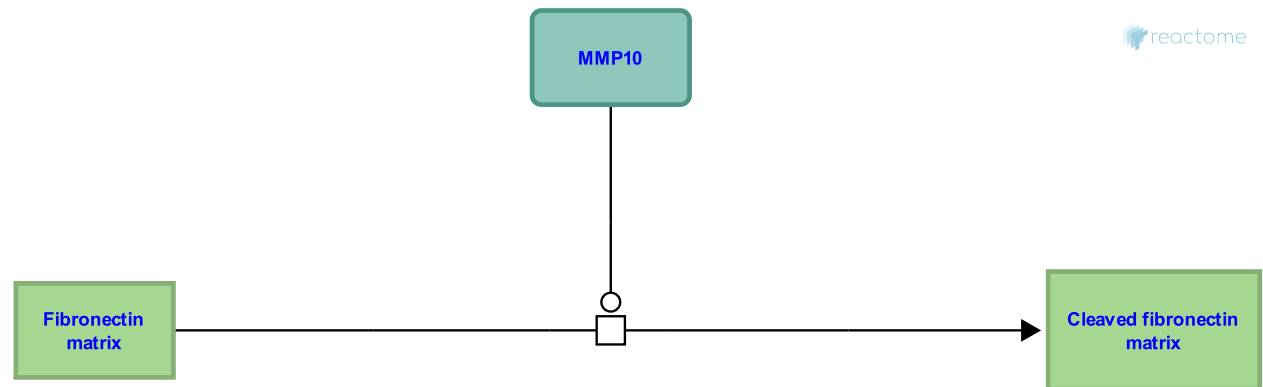 MMP10
reactome
Fibronectin
matrix
Cleaved fibronectin
matrix